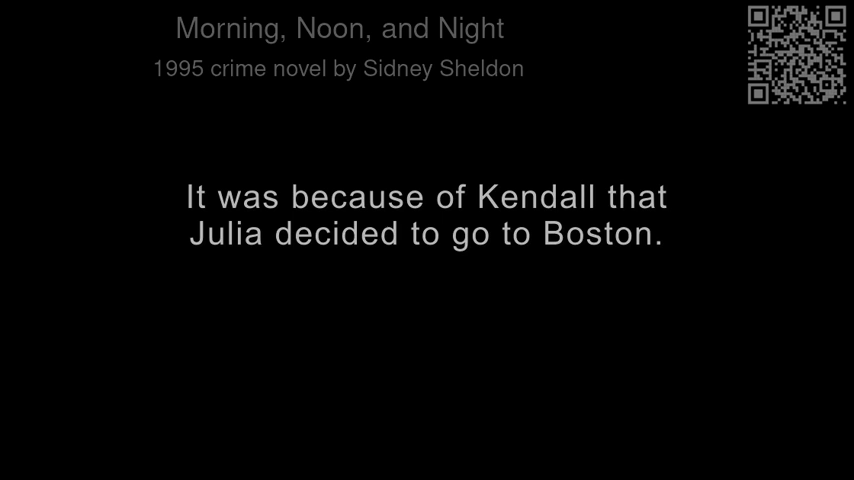 Morning, Noon, and Night
1995 crime novel by Sidney Sheldon
It was because of Kendall that
Julia decided to go to Boston.